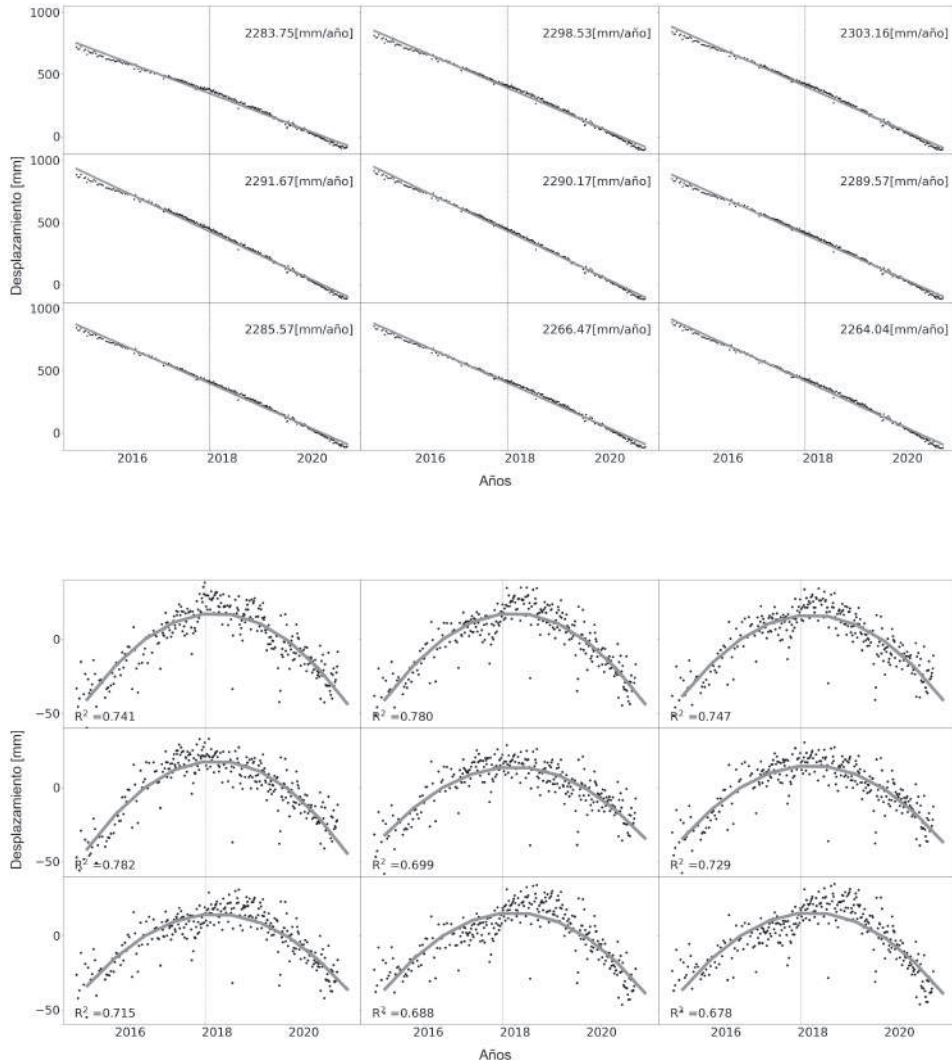 1000
2283.75[mm/año]
2298.53[mm/año]
2303.16[mm/año]
500
0
1000
2291.67[mm/año]
2290.17[mm/año]
2289.57[mm/año]
500
0
Desplazamiento [mm]
1000
2285.57[mm/año]
2266.47[mm/año]
2264.04[mm/año]
500
0
2016 2018 2020 2016 2018 2020 2016 2018 2020
Años
0
−50
R² =0.741
R² =0.780
R² =0.747
0
−50
Desplazamiento [mm]
R² =0.782
R² =0.699
R² =0.729
0
−50
R² =0.715
R² =0.688
R² =0.678
2016 2018 2020 2016 2018 2020 2016 2018 2020
Años